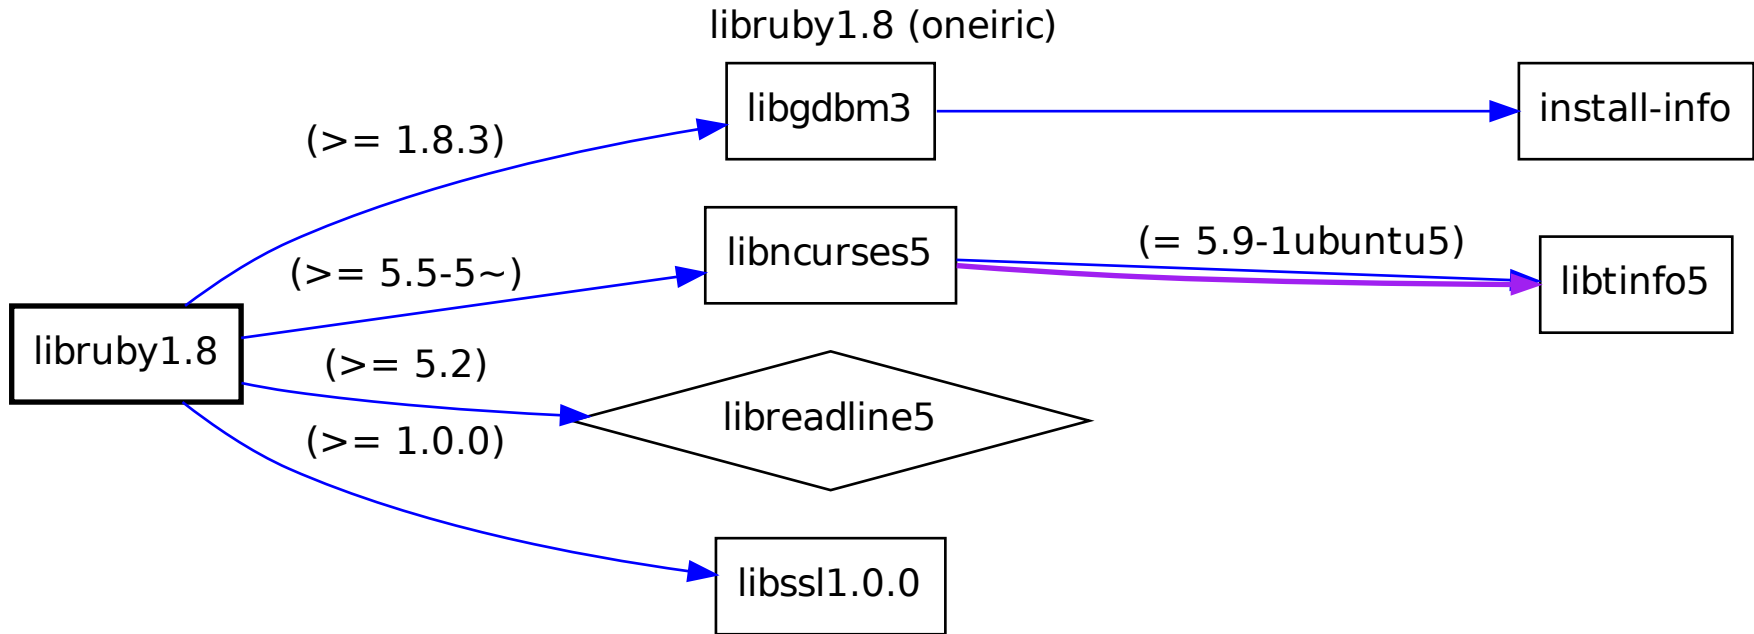 libruby1.8 (oneiric)
libgdbm3
install-info
(>= 1.8.3)
libncurses5
(= 5.9-1ubuntu5)
libtinfo5
(>= 5.5-5~)
libruby1.8
(>= 5.2)
libreadline5
(>= 1.0.0)
libssl1.0.0